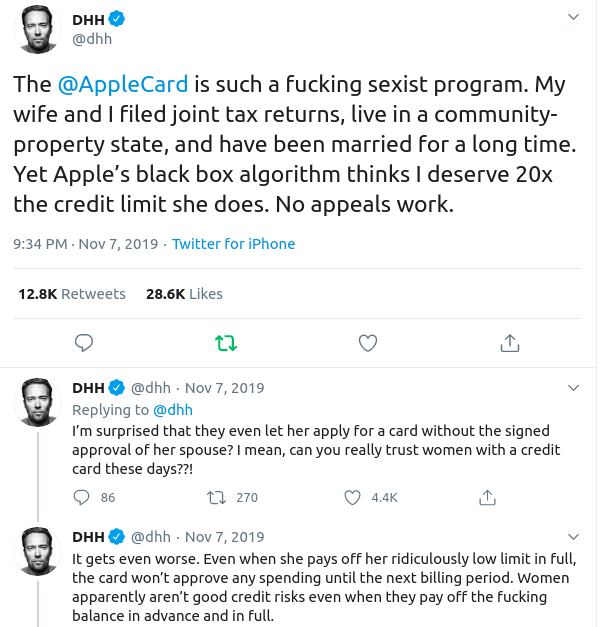 DHH
@dhh
The @AppleCard is such a fucking sexist program. My
wife and I filed joint tax returns, live in a community-
property state, and have been married for a long time.
Yet Apple’s black box algorithm thinks I deserve 20x
the credit limit she does. No appeals work.
9:34 PM · Nov 7, 2019 · Twitter for iPhone
12.8K Retweets 28.6K Likes
DHH @dhh · Nov 7, 2019
Replying to @dhh
I’m surprised that they even let her apply for a card without the signed
approval of her spouse? I mean, can you really trust women with a credit
card these days??!
86 270 4.4K
DHH @dhh · Nov 7, 2019
It gets even worse. Even when she pays off her ridiculously low limit in full,
the card won’t approve any spending until the next billing period. Women
apparently aren’t good credit risks even when they pay off the fucking
balance in advance and in full.